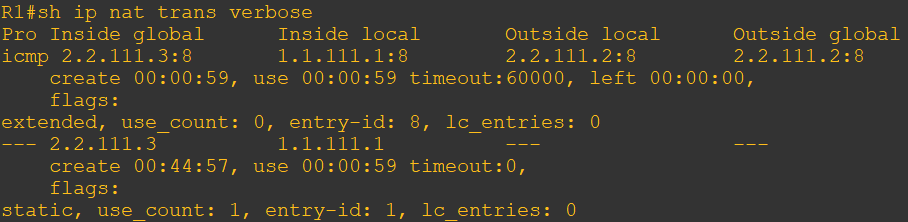 R1#sh ip nat trans verbose
Pro Inside global      Inside local       Outside local      Outside global
icmp 2.2.111.3:8       1.1.111.1:8        2.2.111.2:8        2.2.111.2:8
    create 00:00:59, use 00:00:59 timeout:60000, left 00:00:00,
    flags:
extended, use_count: 0, entry-id: 8, lc_entries: 0
--- 2.2.111.3          1.1.111.1          ---                ---
    create 00:44:57, use 00:00:59 timeout:0,
    flags:
static, use_count: 1, entry-id: 1, lc_entries: 0